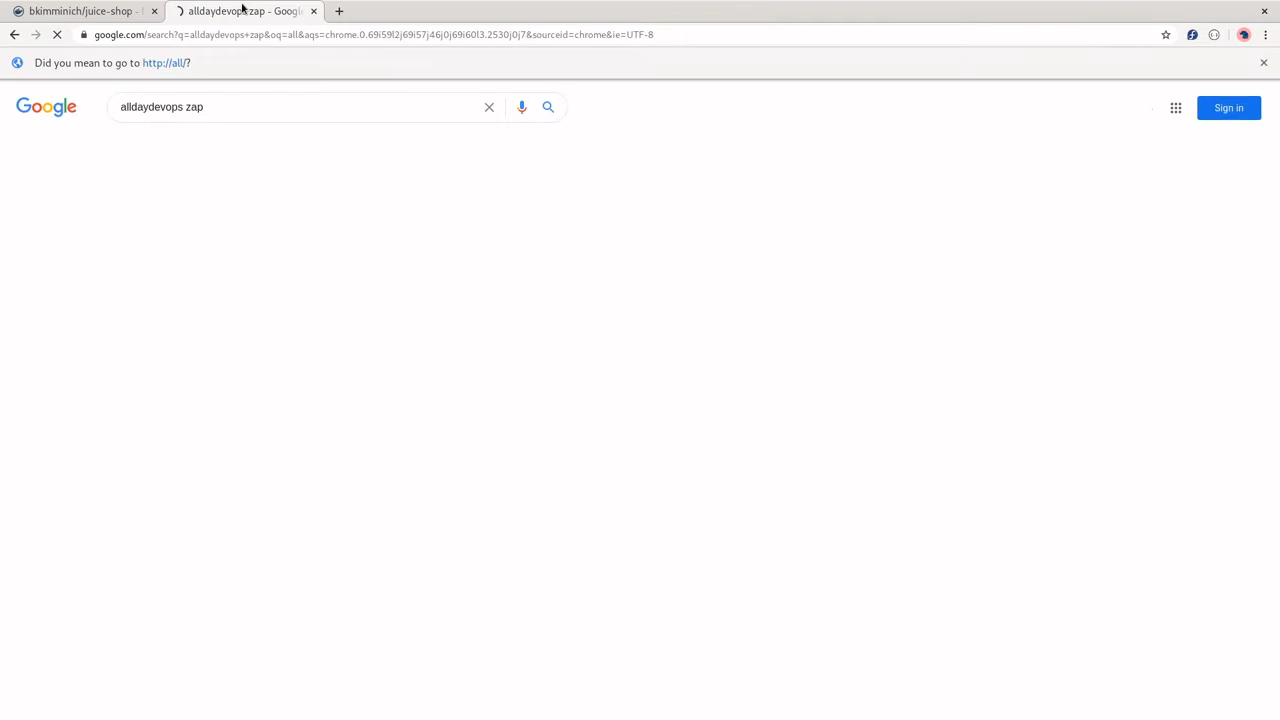 bkimminich/juice-shop -
alldaydevops zap - Google
google.com/search?q=alldaydevops+zap&oq=all&aqs=chrome.0.69i59l2j69i57j46j0j69i60l3.2530j0j7&sourceid=chrome&ie=UTF-8
Did you mean to go to http://all/?
Google
alldaydevops zap
Sign in